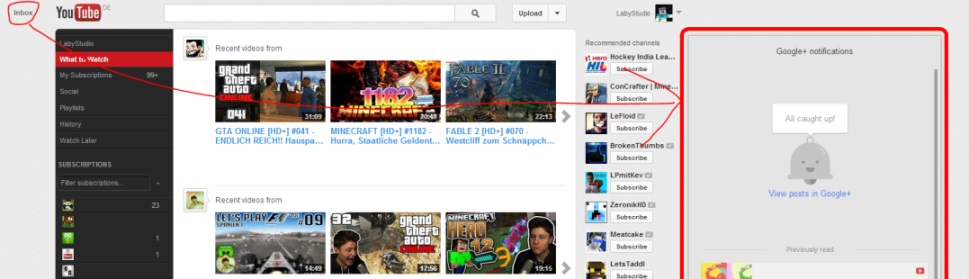 Inbox
YouTube DE
Upload
LabyStudio
LabyStudio
What to Watch
My Subscriptions 99+
Social
Playlists
History
Watch Later
SUBSCRIPTIONS
Filter subscriptions...
23
1
1
Recent videos from
GRAND
theft
auto
ONLINE 041
31:09
1182
MINECRAFT
20:48
FABLE II
22:13
GTA ONLINE [HD+] #041 -
ENDLICH REICH!! Hauspa...
MINECRAFT [HD+] #1182 -
Hurra, Staatliche Geldent...
FABLE 2 [HD+] #070 -
Westcliff zum Schnäppch...
Recent videos from
LET'S PLAY #09
SPANIEN
14:49
32
GRAND
theft
auto
ONLINE
17:56
MINECRAFT
HERO
12
19:15
Recommended channels
Hockey India Lea...
Subscribe
ConCrafter | Minec...
Subscribe
LeFloid
Subscribe
BrokenThumbs
Subscribe
LPmitKev
Subscribe
ZeronikHD
Subscribe
Meatcake
Subscribe
LetsTaddl
Subscribe
Google+ notifications
All caught up!
View posts in Google+
Previously read